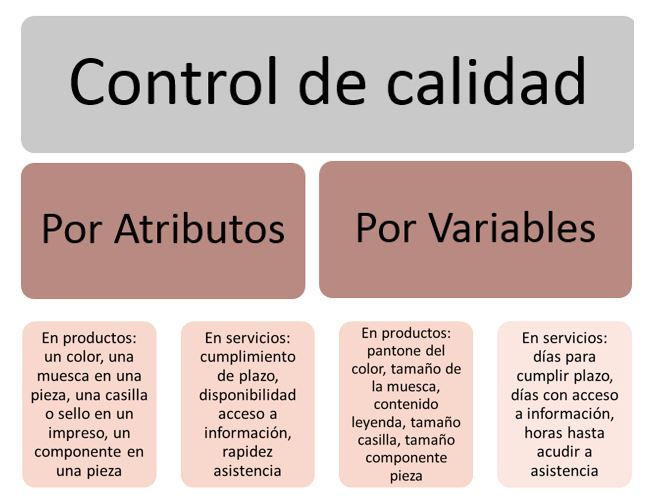 Control de calidad
Por Atributos
Por Variables
En productos:
un color, una
muesca en una
pieza, una casilla
o sello en un
impreso, un
componente en
una pieza
En servicios:
cumplimiento
de plazo,
disponibilidad
acceso a
información,
rapidez
asistencia
En productos:
pantone del
color, tamaño de
la muesca,
contenido
leyenda, tamaño
casilla, tamaño
componente
pieza
En servicios:
días para
cumplir plazo,
días con acceso
a información,
horas hasta
acudir a
asistencia